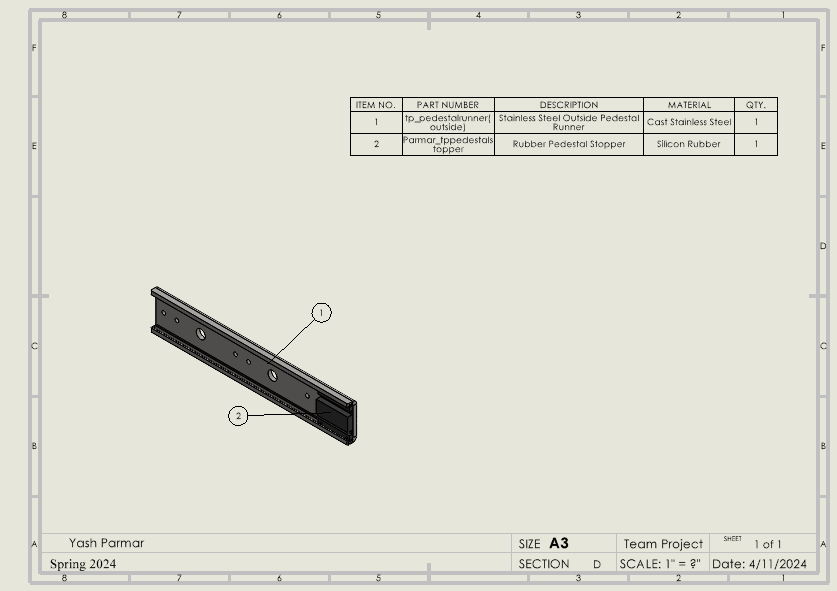 8 7 6 5 4 3 2 1
F F
ITEM NO. PART NUMBER DESCRIPTION MATERIAL QTY.
1 tp_pedestalrunner( outside) Stainless Steel Outside Pedestal Runner Cast Stainless Steel 1
2 Parmar_tppedestals topper Rubber Pedestal Stopper Silicon Rubber 1
E E
D
1
C C
2
B B
A A
Yash Parmar SIZE A3 Team Project SHEET 1 of 1
Spring 2024 SECTION D SCALE: 1" = ?" Date: 4/11/2024
8 7 6 5 3 2 1